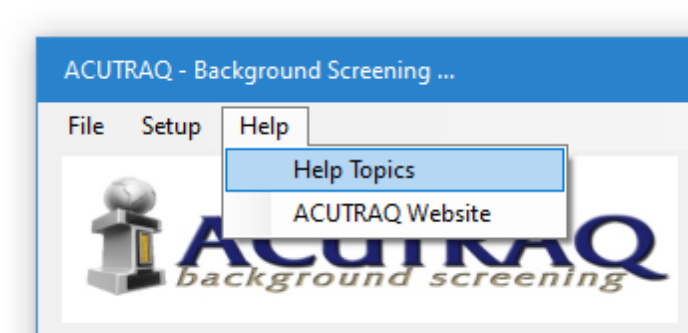 ACUTRAQ - Background Screening ...
File Setup Help
Help Topics
ACUTRAQ Website
ACUTRAQ
background screening